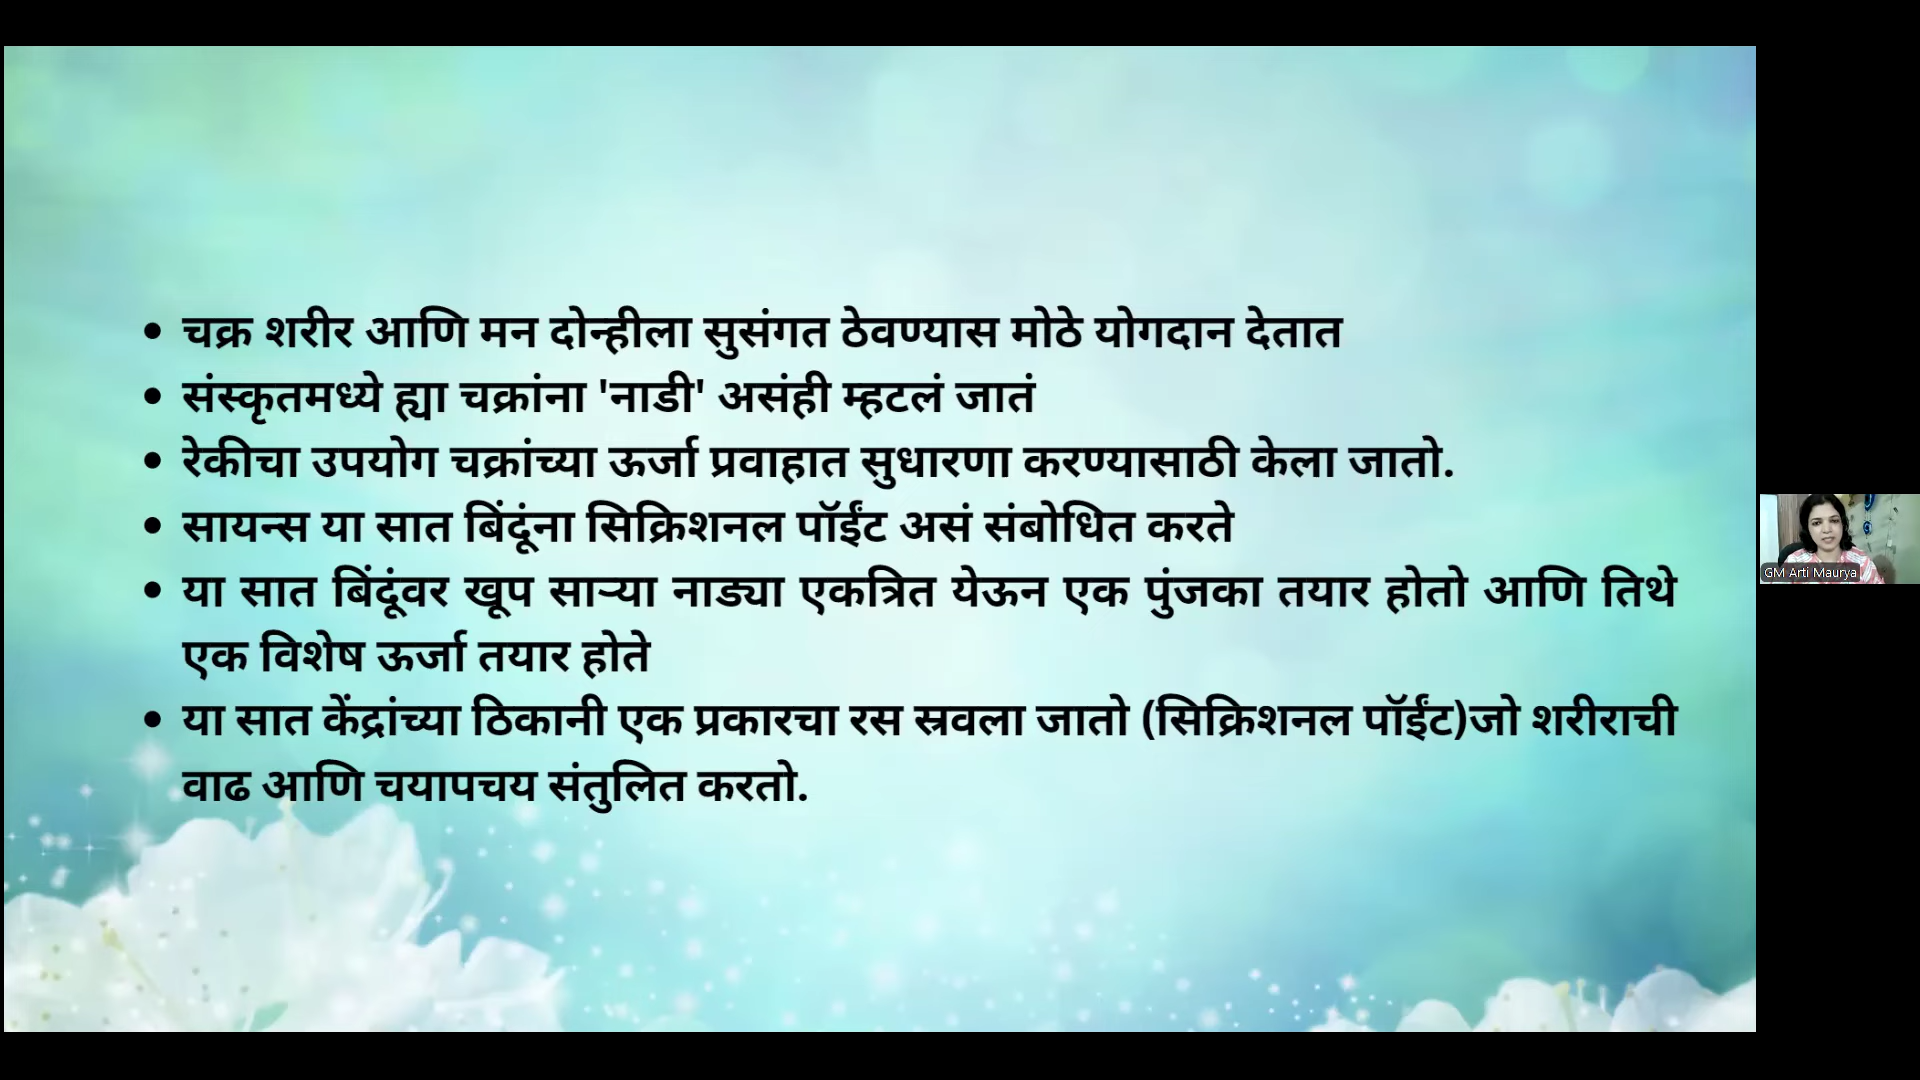 • चक्र शरीर आणि मन दोन्हीला सुसंगत ठेवण्यास मोठे योगदान देतात
• संस्कृतमध्ये ह्या चक्रांना 'नाडी' असंही म्हटलं जातं
• रेकीचा उपयोग चक्रांच्या ऊर्जा प्रवाहात सुधारणा करण्यासाठी केला जातो.
• सायन्स या सात बिंदूंना सिक्रिशनल पॉईंट असं संबोधित करते
• या सात बिंदूंवर खूप साऱ्या नाड्या एकत्रित येऊन एक पुंजका तयार होतो आणि तिथे
एक विशेष ऊर्जा तयार होते
• या सात केंद्रांच्या ठिकानी एक प्रकारचा रस स्रवला जातो (सिक्रिशनल पॉईंट)जो शरीराची
वाढ आणि चयापचय संतुलित करतो.
GM Arti Maurya